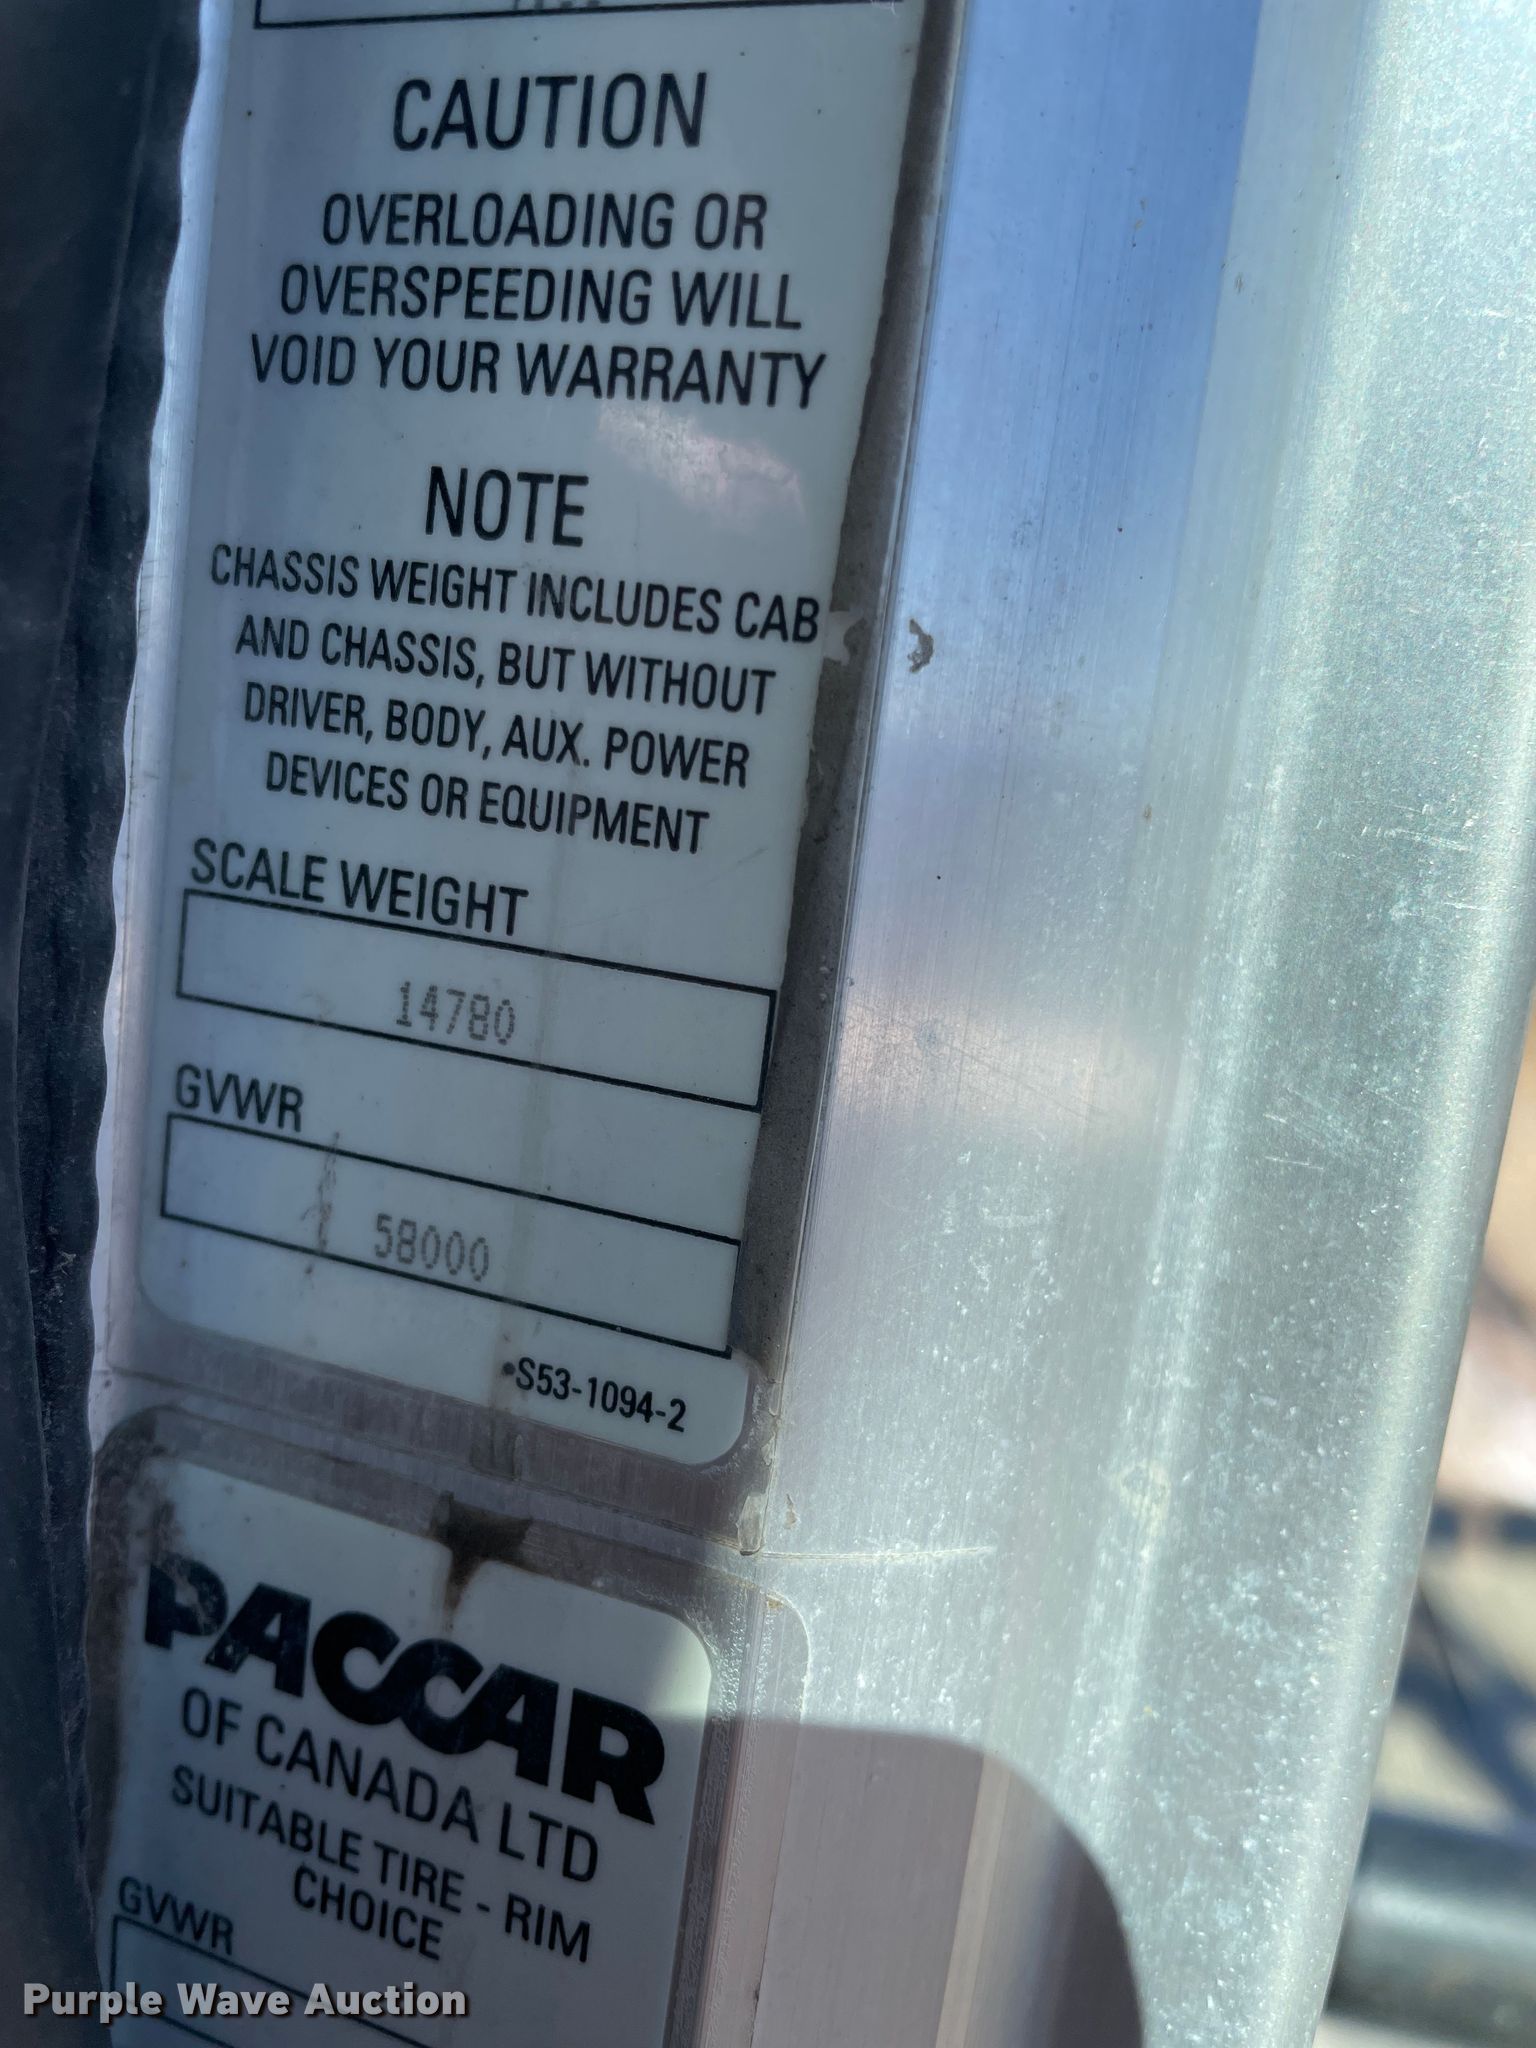 CAUTION
OVERLOADING OR
OVERSPEEDING WILL
VOID YOUR WARRANTY
NOTE
CHASSIS WEIGHT INCLUDES CAB
AND CHASSIS, BUT WITHOUT
DRIVER, BODY, AUX. POWER
DEVICES OR EQUIPMENT
SCALE WEIGHT
14780
GVWR
58000
S53-1094-2
PACCAR
OF CANADA LTD
SUITABLE TIRE - RIM
CHOICE
GVWR
Purple Wave Auction